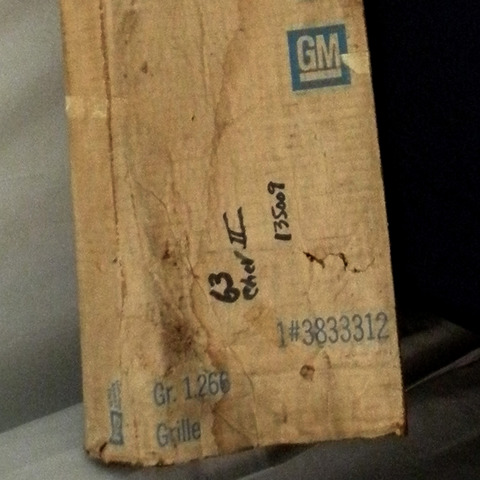 GM
63
Chev II
135009
1#3833312
Gr. 1.266
Grille